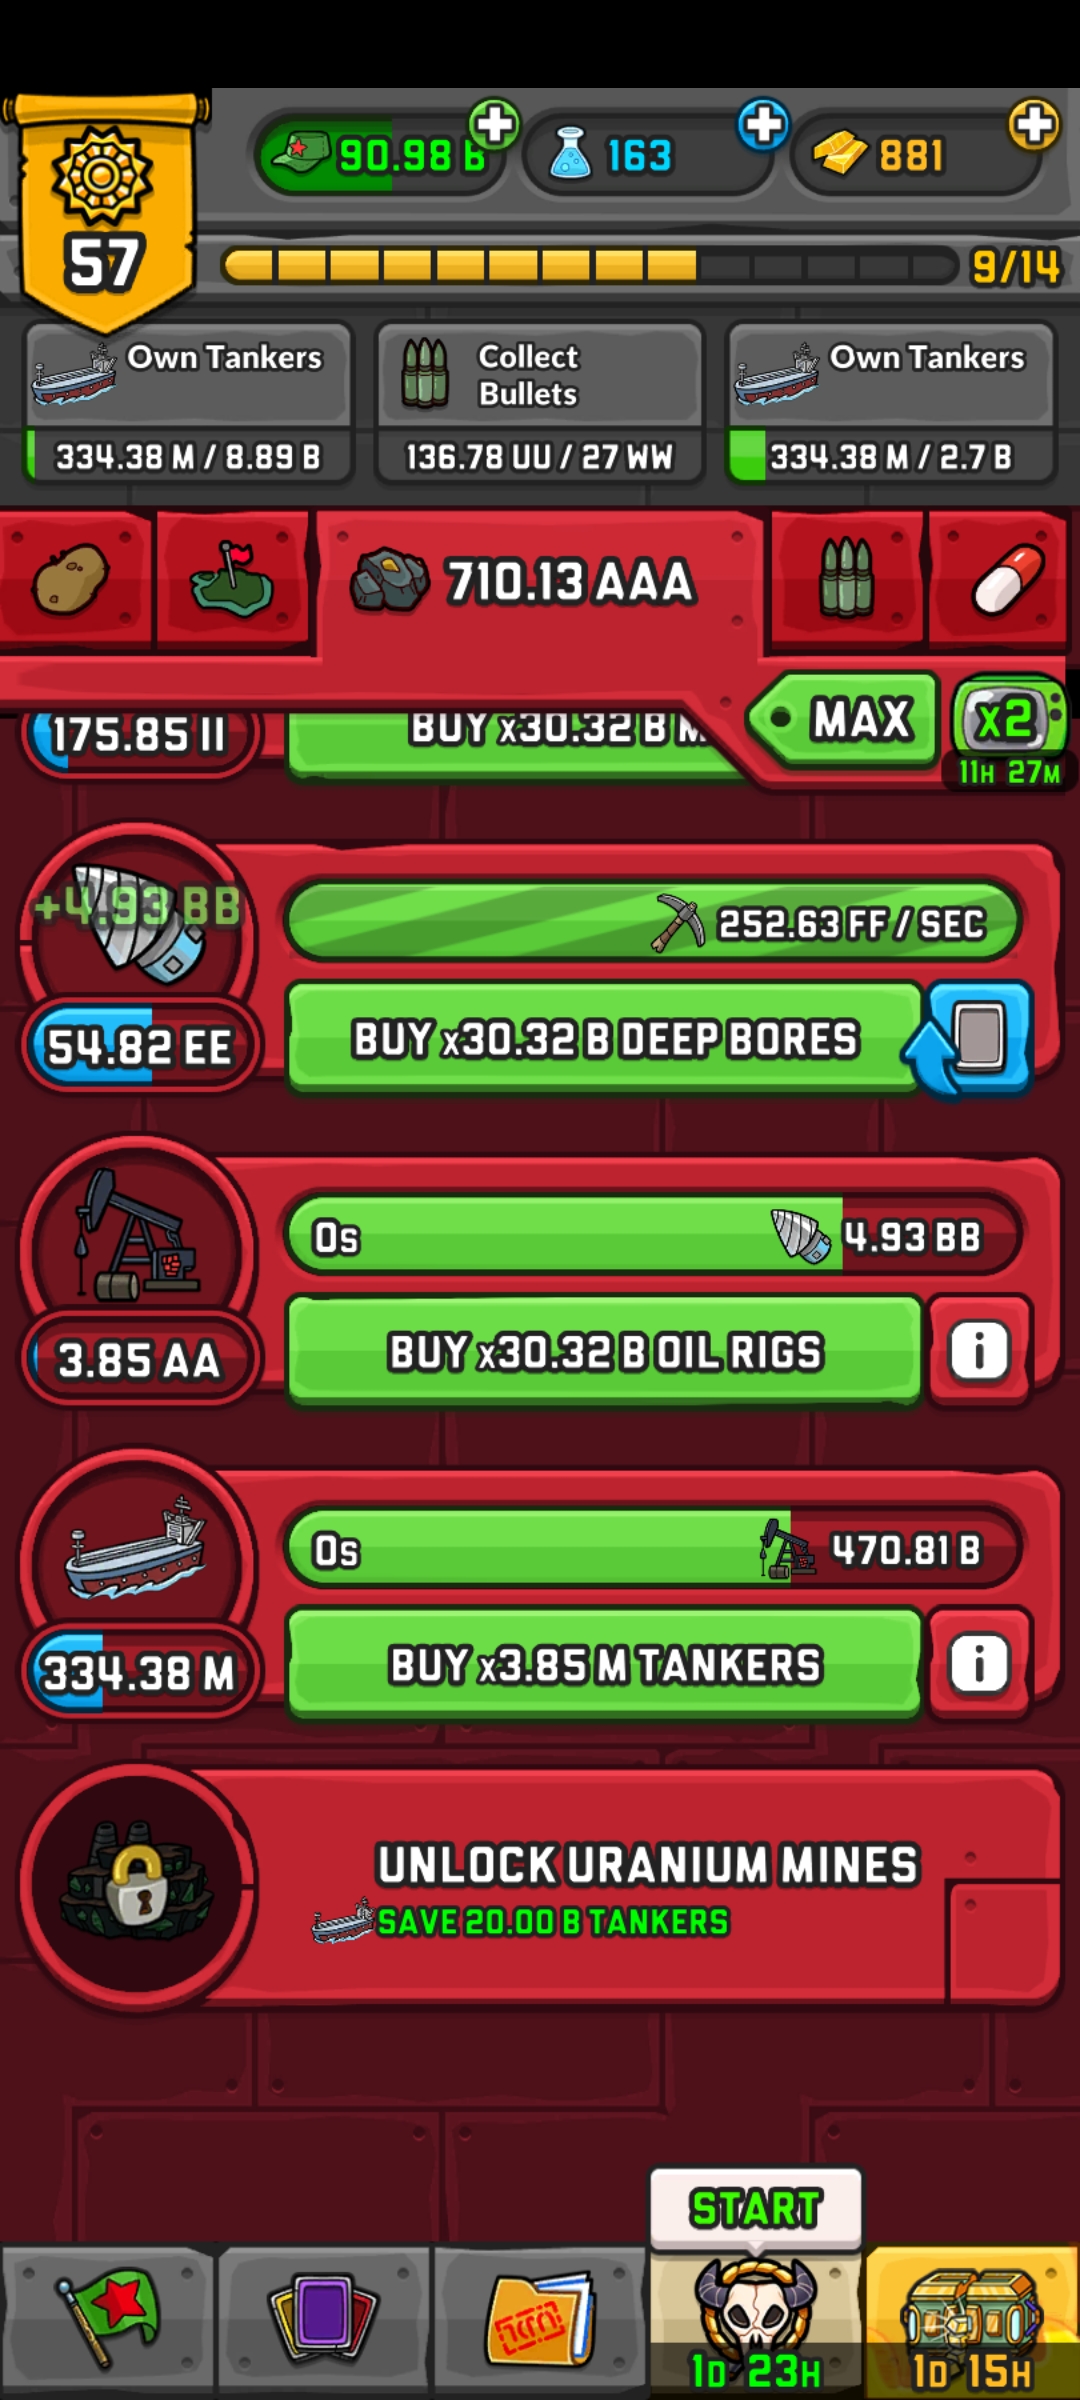 90.98 B
163
881
57
9/14
Own Tankers
334.38 M / 8.89 B
Collect
Bullets
136.78 UU / 27 WW
Own Tankers
334.38 M / 2.7 B
710.13 AAA
MAX
x2
11H 27M
175.85 II
BUY x30.32 B M
+4.93 BB
252.63 FF / SEC
54.82 EE
BUY x30.32 B DEEP BORES
0s
4.93 BB
3.85 AA
BUY x30.32 B OIL RIGS
i
0s
470.81 B
334.38 M
BUY x3.85 M TANKERS
i
UNLOCK URANIUM MINES
SAVE 20.00 B TANKERS
START
1D 23H
1D 15H